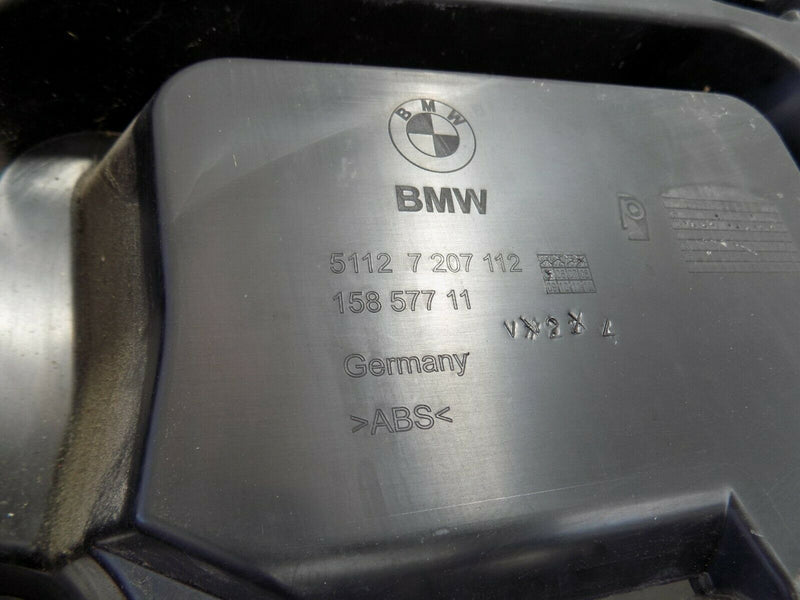 BMW
BMW
5112 7 207 112
158 577 11
Germany
>ABS<